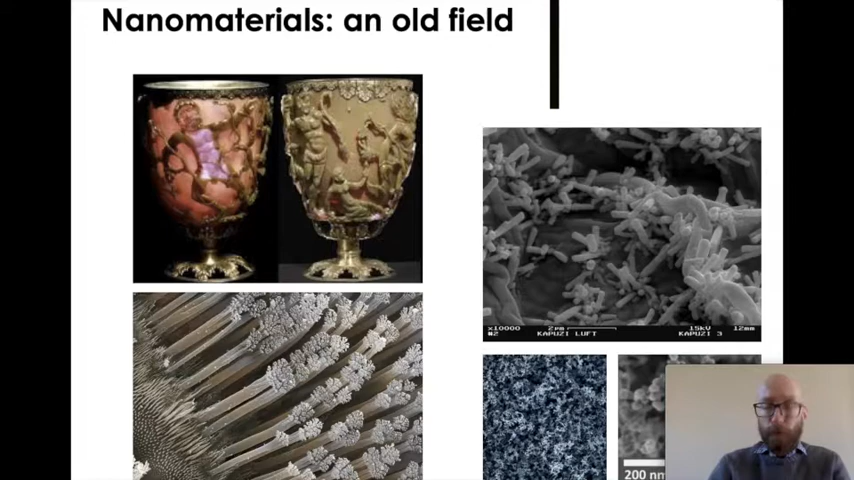 Nanomaterials: an old field
x10000 2µm 15kV 12mm
#2 KAPUZI LUFT KAPUZI 3
200 nm